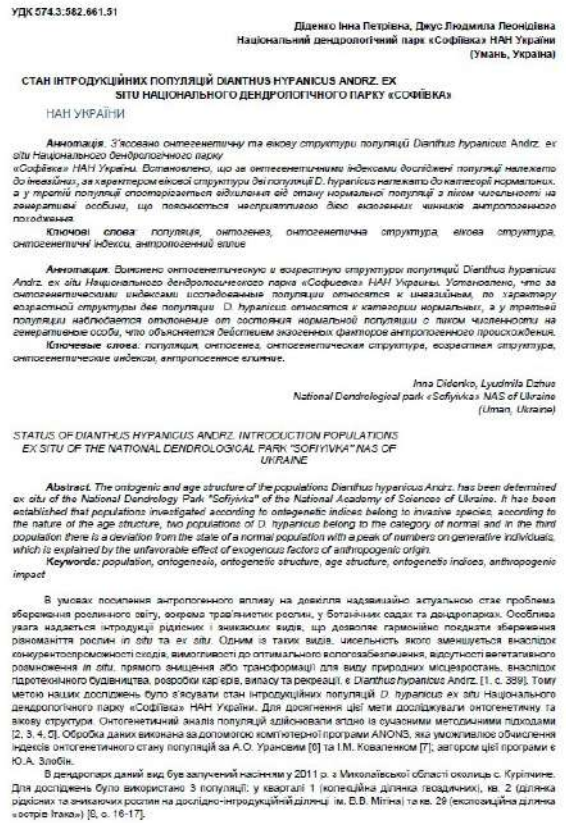 УДК 574.3:582.661.51
Діденко Інна Петрівна, Джус Людмила Леонідівна
Національний дендрологічний парк «Софіївка» НАН України
(Умань, Україна)
СТАН ІНТРОДУКЦІЙНИХ ПОПУЛЯЦІЙ DIANTHUS HYPANICUS ANDRZ. EX
SITU НАЦІОНАЛЬНОГО ДЕНДРОЛОГІЧНОГО ПАРКУ «СОФІЇВКА»
НАН УКРАЇНИ
Анотація. З'ясовано онтогенетичну та вікову структури популяцій Dianthus hypanicus Andrz. ex
situ Національного дендрологічного парку
«Софіївка» НАН України. Встановлено, що за онтогенетичними індексами досліджені популяції належать
до інвазійних, за характером вікової структури дві популяції D. hypanicus належать до категорії нормальних,
а у третій популяції спостерігається відхилення від стану нормальної популяції з піком чисельності на
генеративні особини, що пояснюється несприятливою дією екзогенних чинників антропогенного
походження.
Ключові слова: популяція, онтогенез, онтогенетична структура, вікова структура,
онтогенетичні індекси, антропогенний вплив
Аннотация. Выяснено онтогенетическую и возрастную структуры популяций Dianthus hypanicus
Andrz. ex situ Национального дендрологического парка «Софиевка» НАН Украины. Установлено, что за
онтогенетическими индексами исследованные популяции относятся к инвазийным, по характеру
возрастной структуры две популяции D. hypanicus относятся к категории нормальных, а у третьей
популяции наблюдается отклонение от состояния нормальной популяции с пиком численности на
генеративные особи, что объясняется действием экзогенных факторов антропогенного происхождения.
Ключевые слова: популяция, онтогенез, онтогенетическая структура, возрастная структура,
онтогенетические индексы, антропогенное влияние.
Inna Didenko, Lyudmila Dzhus
National Dendrological park «Sofiyivka» NAS of Ukraine
(Uman, Ukraine)
STATUS OF DIANTHUS HYPANICUS ANDRZ. INTRODUCTION POPULATIONS
EX SITU OF THE NATIONAL DENDROLOGICAL PARK "SOFIYIVKA" NAS OF
UKRAINE
Abstract. The ontogenic and age structure of the populations Dianthus hypanicus Andrz. has been determined
ex situ of the National Dendrology Park "Sofiyivka" of the National Academy of Sciences of Ukraine. It has been
established that populations investigated according to ontogenetic indices belong to invasive species, according to
the nature of the age structure, two populations of D. hypanicus belong to the category of normal and in the third
population there is a deviation from the state of a normal population with a peak of numbers on generative individuals,
which is explained by the unfavorable effect of exogenous factors of anthropogenic origin.
Keywords: population, ontogenesis, ontogenetic structure, age structure, ontogenetic indices, anthropogenic
impact
В умовах посилення антропогенного впливу на довкілля надзвичайно актуальною стає проблема
збереження рослинного світу, зокрема трав'янистих рослин, у ботанічних садах та дендропарках. Особлива
увага надається інтродукції рідкісних і зникаючих видів, що дозволяє гармонійно поєднати збереження
різноманіття рослин in situ та ex situ. Одним із таких видів, чисельність якого зменшується внаслідок
конкурентоспроможності сходів, вимогливості до оптимального вологозабезпечення, відсутності вегетативного
розмноження in situ, прямого знищення або трансформації для виду природних місцезростань, внаслідок
гідротехнічного будівництва, розробки кар'єрів, випасу та рекреації, є Dianthus hypanicus Andrz. [1, с. 389]. Тому
метою наших досліджень було з'ясувати стан інтродукційних популяцій D. hypanicus ex situ Національного
дендрологічного парку «Софіївка» НАН України. Для досягнення цієї мети досліджували онтогенетичну та
вікову структури. Онтогенетичний аналіз популяцій здійснювали згідно із сучасними методичними підходами
[2, 3, 4, 5]. Обробка даних виконана за допомогою комп'ютерної програми ANONS, яка уможливлює обчислення
індексів онтогенетичного стану популяцій за А.О. Урановим [6] та І.М. Коваленком [7]; автором цієї програми є
Ю.А. Злобін.
В дендропарк даний вид був залучений насінням у 2011 р. з Миколаївської області околиць с. Куріпчине.
Для досліджень було використано 3 популяції: у кварталі 1 (колекційна ділянка гвоздичних), кв. 2 (ділянка
рідкісних та зникаючих рослин на дослідно-інтродукційній ділянці ім. В.В. Мітіна) та кв. 29 (експозиційна ділянка
«острів Ітака») [8, с. 16-17].